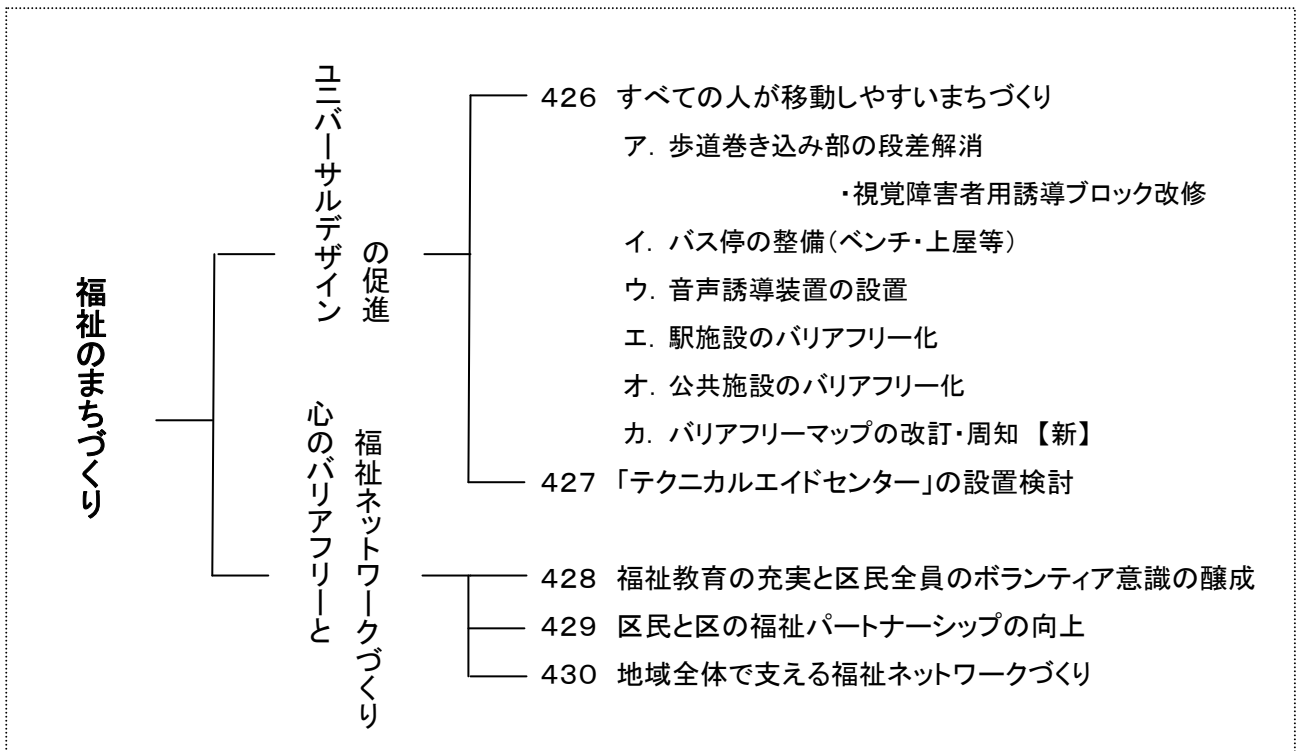 福祉のまちづくり
ユニバーサルデザイン
の促進
426 すべての人が移動しやすいまちづくり
ア. 歩道巻き込み部の段差解消
・視覚障害者用誘導ブロック改修
イ. バス停の整備(ベンチ・上屋等)
ウ. 音声誘導装置の設置
エ. 駅施設のバリアフリー化
オ. 公共施設のバリアフリー化
カ. バリアフリーマップの改訂・周知 【新】
427 「テクニカルエイドセンター」の設置検討
心のバリアフリーと
福祉ネットワークづくり
428 福祉教育の充実と区民全員のボランティア意識の醸成
429 区民と区の福祉パートナーシップの向上
430 地域全体で支える福祉ネットワークづくり